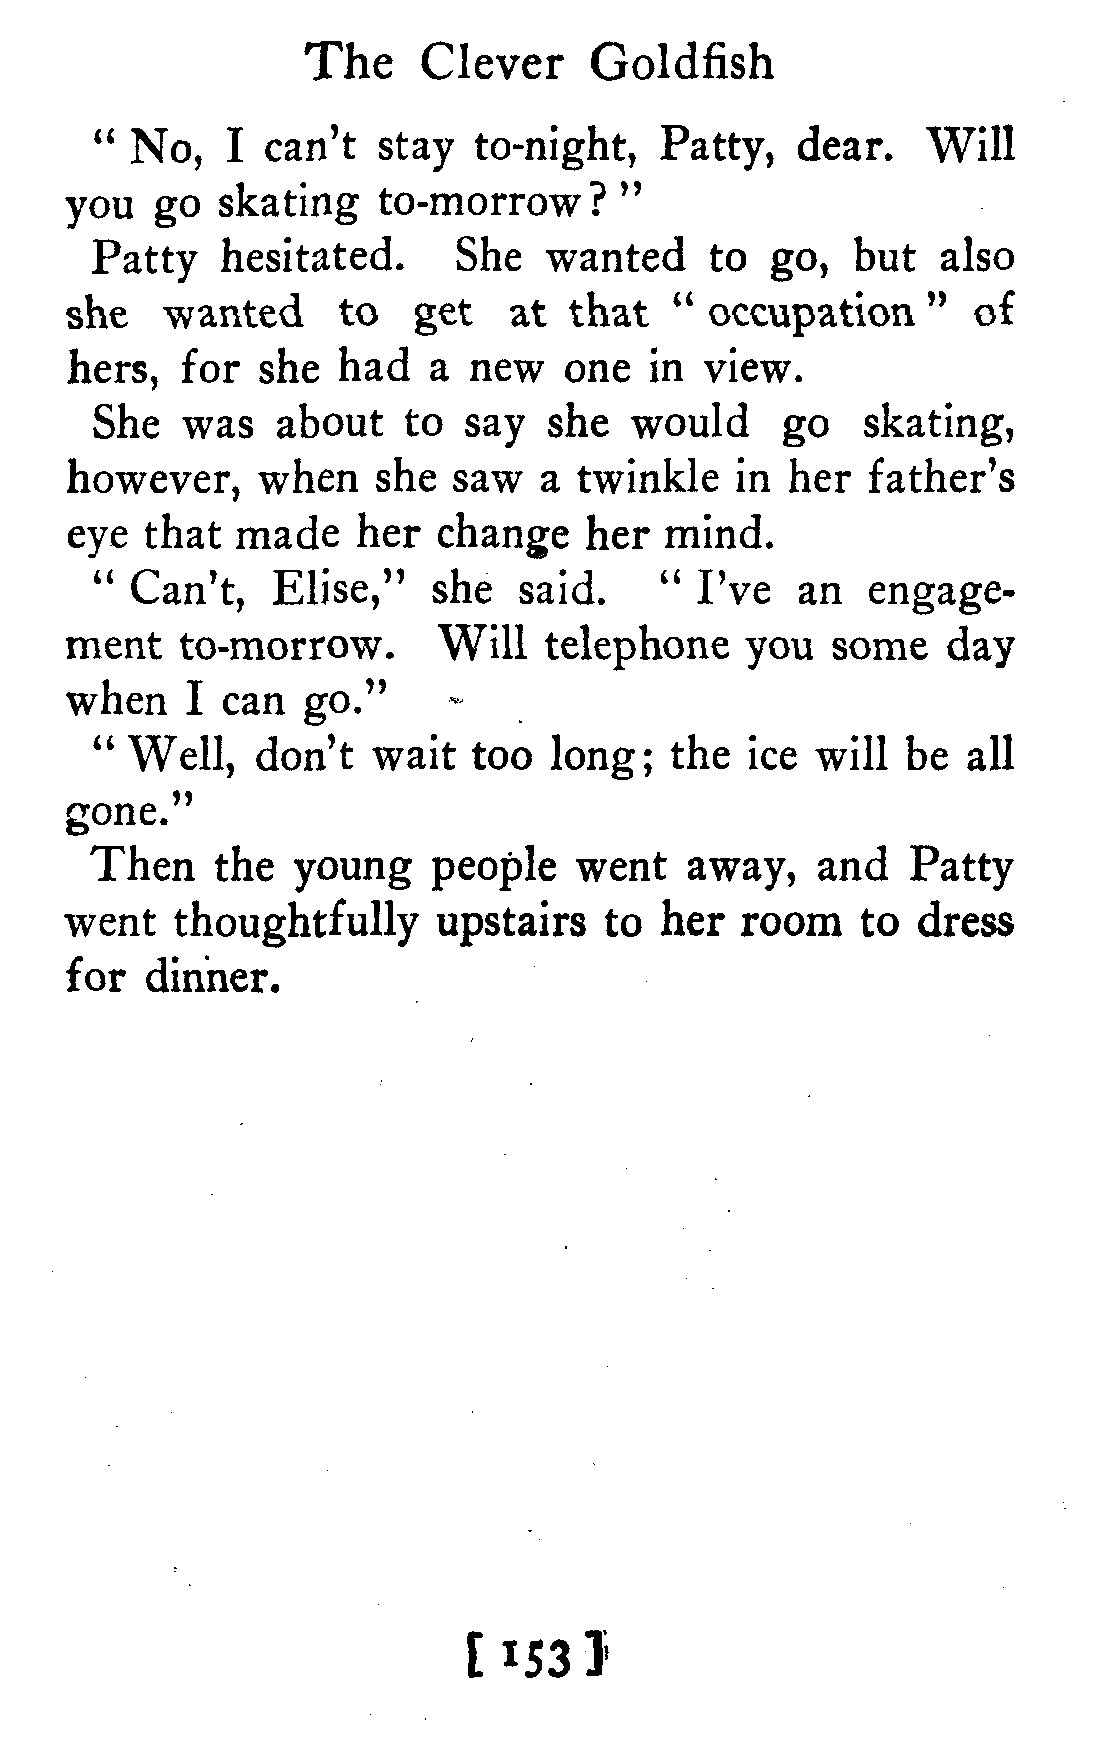 The Clever Goldfish
" No, I can't stay to-night, Patty, dear. Will
you go skating to-morrow? "
Patty hesitated. She wanted to go, but also
she wanted to get at that " occupation " of
hers, for she had a new one in view.
She was about to say she would go skating,
however, when she saw a twinkle in her father's
eye that made her change her mind.
" Can't, Elise," she said. " I've an engage-
ment to-morrow. Will telephone you some day
when I can go."
" Well, don't wait too long; the ice will be all
gone."
Then the young people went away, and Patty
went thoughtfully upstairs to her room to dress
for dinner.
[ 153 ]